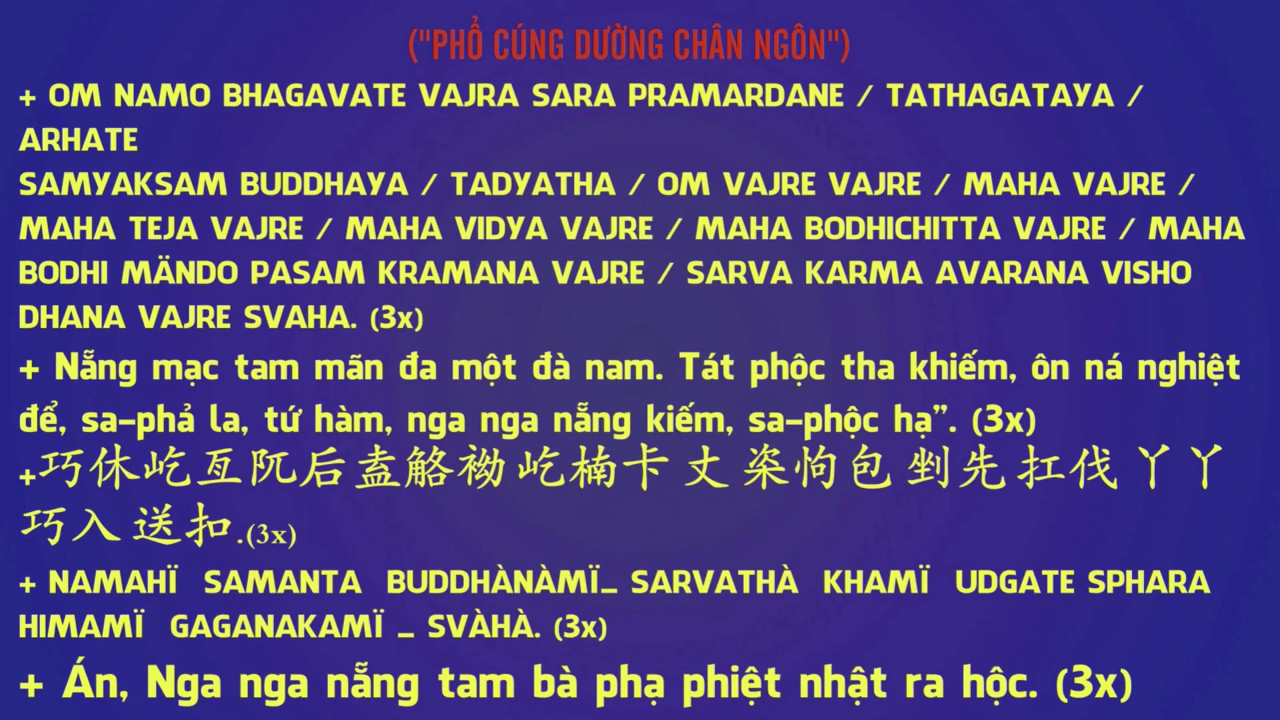 ("PHỔ CÚNG DƯỜNG CHÂN NGÔN")
+ OM NAMO BHAGAVATE VAJRA SARA PRAMARDANE / TATHAGATAYA /
ARHATE
SAMYAKSAM BUDDHAYA / TADYATHA / OM VAJRE VAJRE / MAHA VAJRE /
MAHA TEJA VAJRE / MAHA VIDYA VAJRE / MAHA BODHICHITTA VAJRE / MAHA
BODHI MÄNDO PASAM KRAMANA VAJRE / SARVA KARMA AVARANA VISHO
DHANA VAJRE SVAHA. (3x)
+ Nẵng mạc tam mãn đa một đà nam. Tát phộc tha khiếm, ôn ná nghiệt
để, sa-phả la, tứ hàm, nga nga nẵng kiếm, sa-phộc hạ”. (3x)
+巧休屹亙阢后盍觡袎屹楠卡丈楶怐包剉先扛伐丫丫
巧入送扣.(3x)
+ NAMAHÏ SAMANTA BUDDHÀNÀMÏ_ SARVATHÀ KHAMÏ UDGATE SPHARA
HIMAMÏ GAGANAKAMÏ _ SVÀHÀ. (3x)
+ Án, Nga nga nẵng tam bà phạ phiệt nhật ra hộc. (3x)